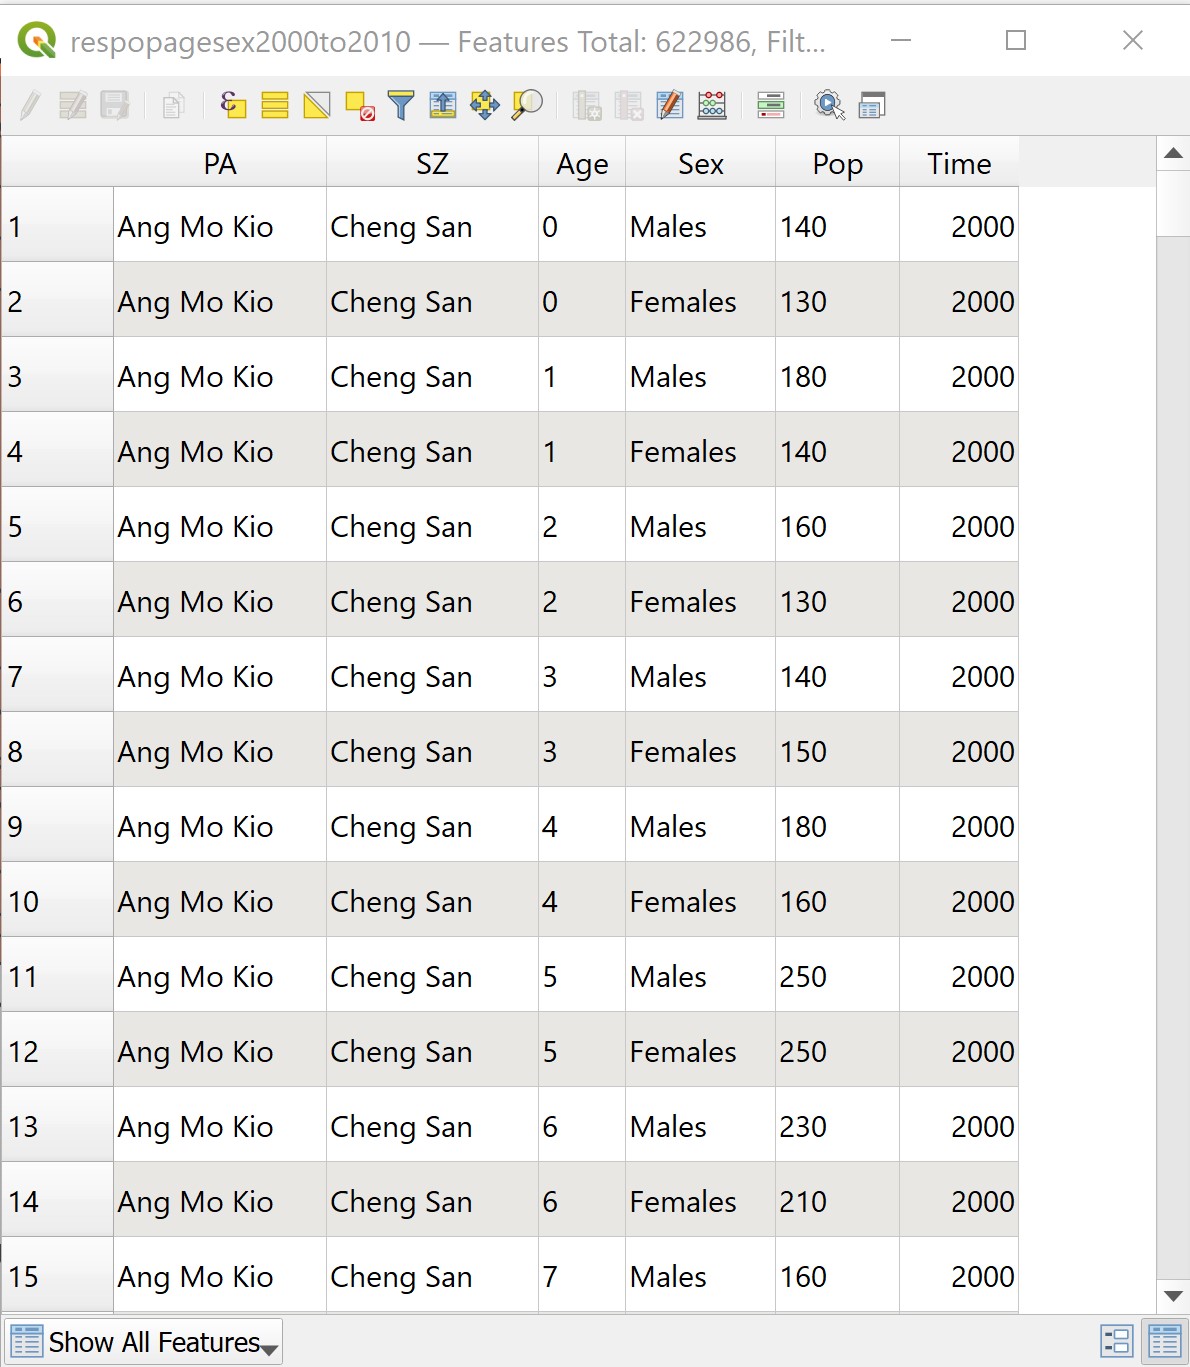 respopagesex2000to2010 — Features Total: 622986, Filt...
PA SZ Age Sex Pop Time
1 Ang Mo Kio Cheng San 0 Males 140 2000
2 Ang Mo Kio Cheng San 0 Females 130 2000
3 Ang Mo Kio Cheng San 1 Males 180 2000
4 Ang Mo Kio Cheng San 1 Females 140 2000
5 Ang Mo Kio Cheng San 2 Males 160 2000
6 Ang Mo Kio Cheng San 2 Females 130 2000
7 Ang Mo Kio Cheng San 3 Males 140 2000
8 Ang Mo Kio Cheng San 3 Females 150 2000
9 Ang Mo Kio Cheng San 4 Males 180 2000
10 Ang Mo Kio Cheng San 4 Females 160 2000
11 Ang Mo Kio Cheng San 5 Males 250 2000
12 Ang Mo Kio Cheng San 5 Females 250 2000
13 Ang Mo Kio Cheng San 6 Males 230 2000
14 Ang Mo Kio Cheng San 6 Females 210 2000
15 Ang Mo Kio Cheng San 7 Males 160 2000
Show All Features